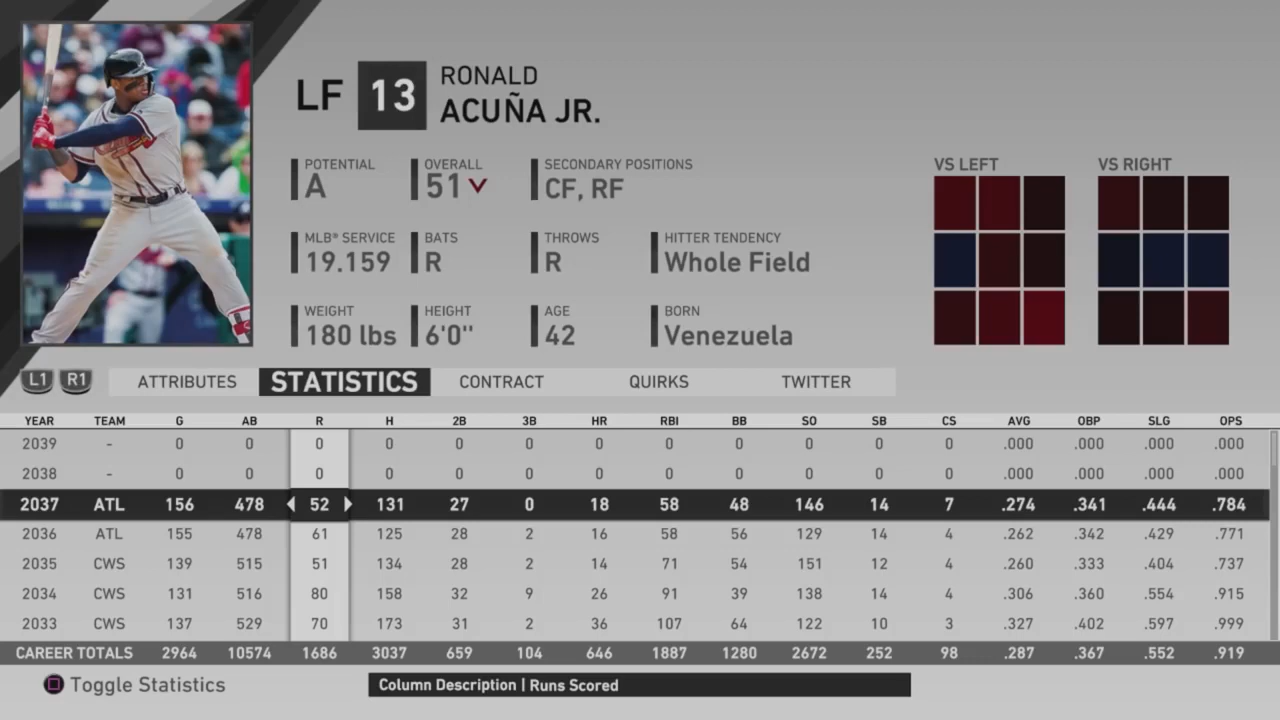 RONALD
LF 13 ACUÑA JR.
POTENTIAL OVERALL SECONDARY POSITIONS VS LEFT VS RIGHT
A 51 CF, RF
MLB® SERVICE BATS THROWS HITTER TENDENCY
19.159 R R Whole Field
WEIGHT HEIGHT AGE BORN
180 lbs 6'0" 42 Venezuela
L1 R1 ATTRIBUTES STATISTICS CONTRACT QUIRKS TWITTER
YEAR TEAM G AB R H 2B 3B HR RBI BB SO SB CS AVG OBP SLG OPS
2039 - 0 0 0 0 0 0 0 0 0 0 0 0 .000 .000 .000 .000
2038 - 0 0 0 0 0 0 0 0 0 0 0 0 .000 .000 .000 .000
2037 ATL 156 478 52 131 27 0 18 58 48 146 14 7 .274 .341 .444 .784
2036 ATL 155 478 61 125 28 2 16 58 56 129 14 4 .262 .342 .429 .771
2035 CWS 139 515 51 134 28 2 14 71 54 151 12 4 .260 .333 .404 .737
2034 CWS 131 516 80 158 32 9 26 91 39 138 14 4 .306 .360 .554 .915
2033 CWS 137 529 70 173 31 2 36 107 64 122 10 3 .327 .402 .597 .999
CAREER TOTALS 2964 10574 1686 3037 659 104 646 1887 1280 2672 252 98 .287 .367 .552 .919
Toggle Statistics Column Description | Runs Scored